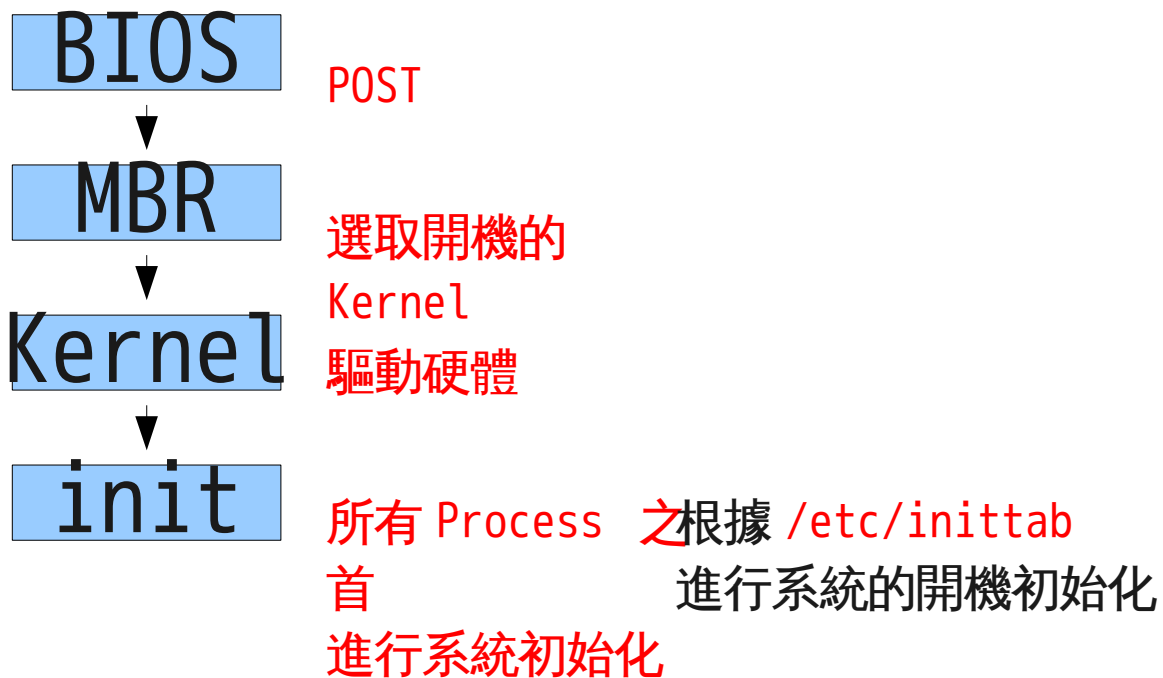 BIOS
POST
MBR
選取開機的
Kernel
Kernel
驅動硬體
init
所有 Process 之
首
進行系統初始化
根據 /etc/inittab
進行系統的開機初始化